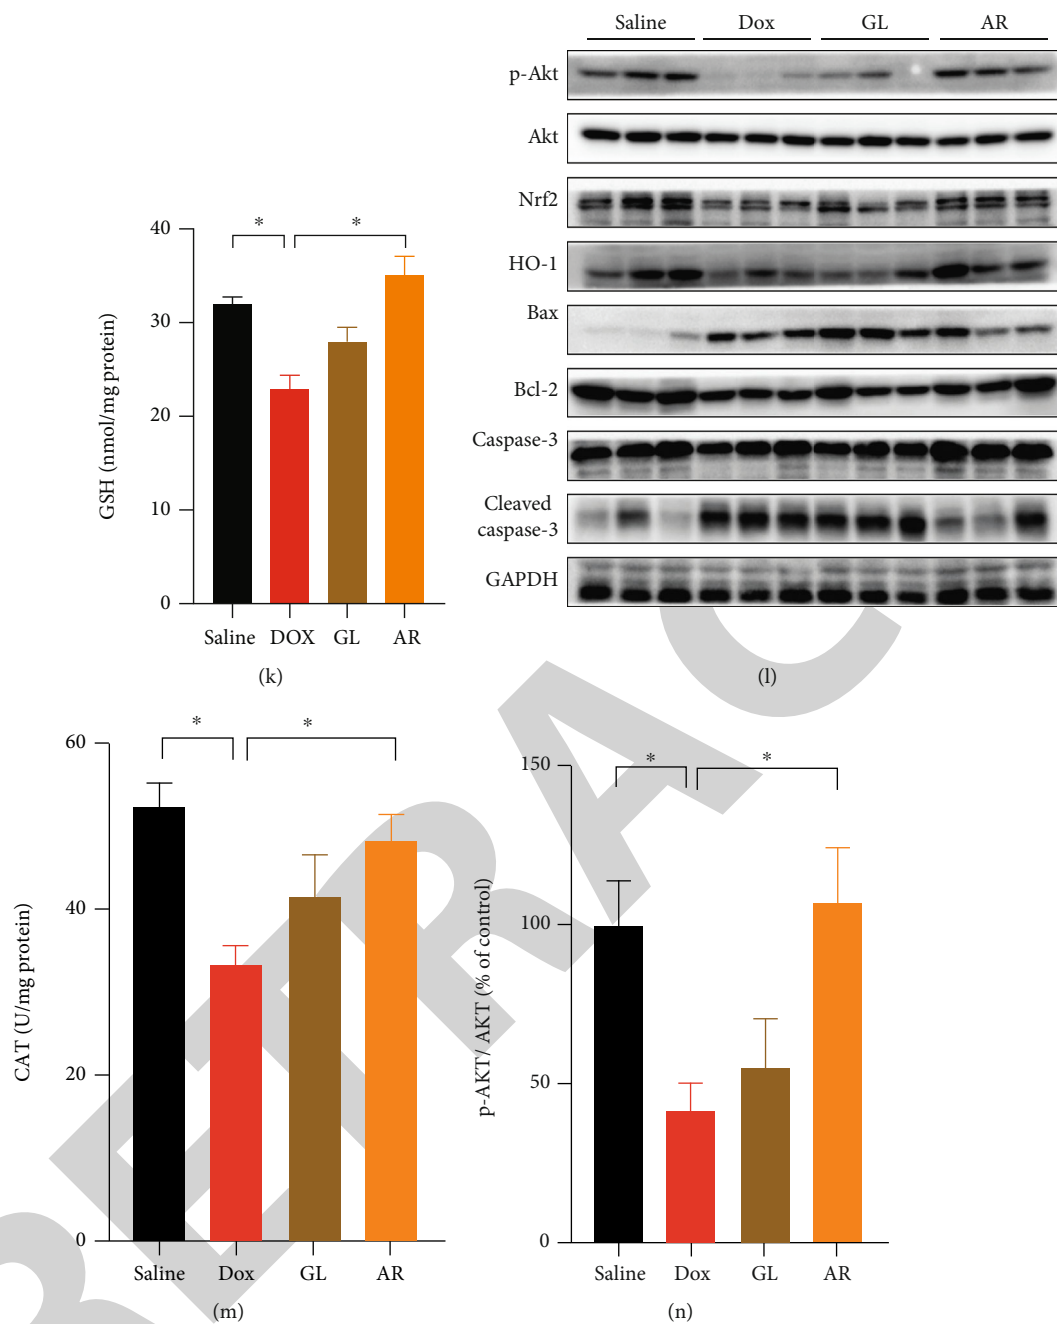 40
30
20
10
0
GSH (nmol/mg protein)
*
*
Saline
DOX
GL
AR
(k)
Saline
Dox
GL
AR
p-Akt
Akt
Nrf2
HO-1
Bax
Bcl-2
Caspase-3
Cleaved
caspase-3
GAPDH
(l)
60
40
20
0
CAT (U/mg protein)
*
*
Saline
Dox
GL
AR
(m)
150
100
50
0
p-AKT/ AKT (% of control)
*
*
Saline
Dox
GL
AR
(n)
RETRAC